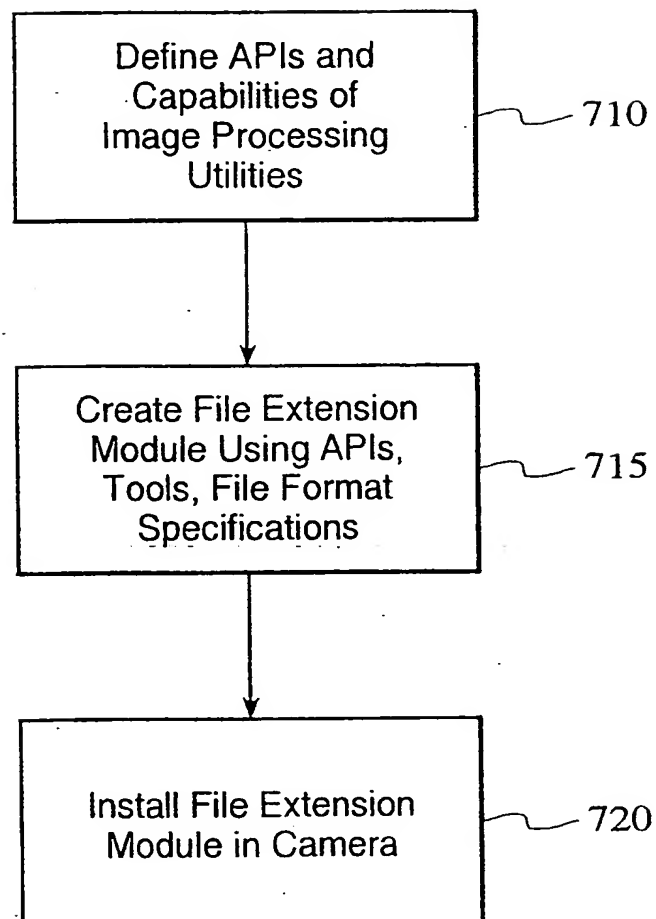 Define APIs and
Capabilities of
Image Processing
Utilities
710
Create File Extension
Module Using APIs,
Tools, File Format
Specifications
715
Install File Extension
Module in Camera
720